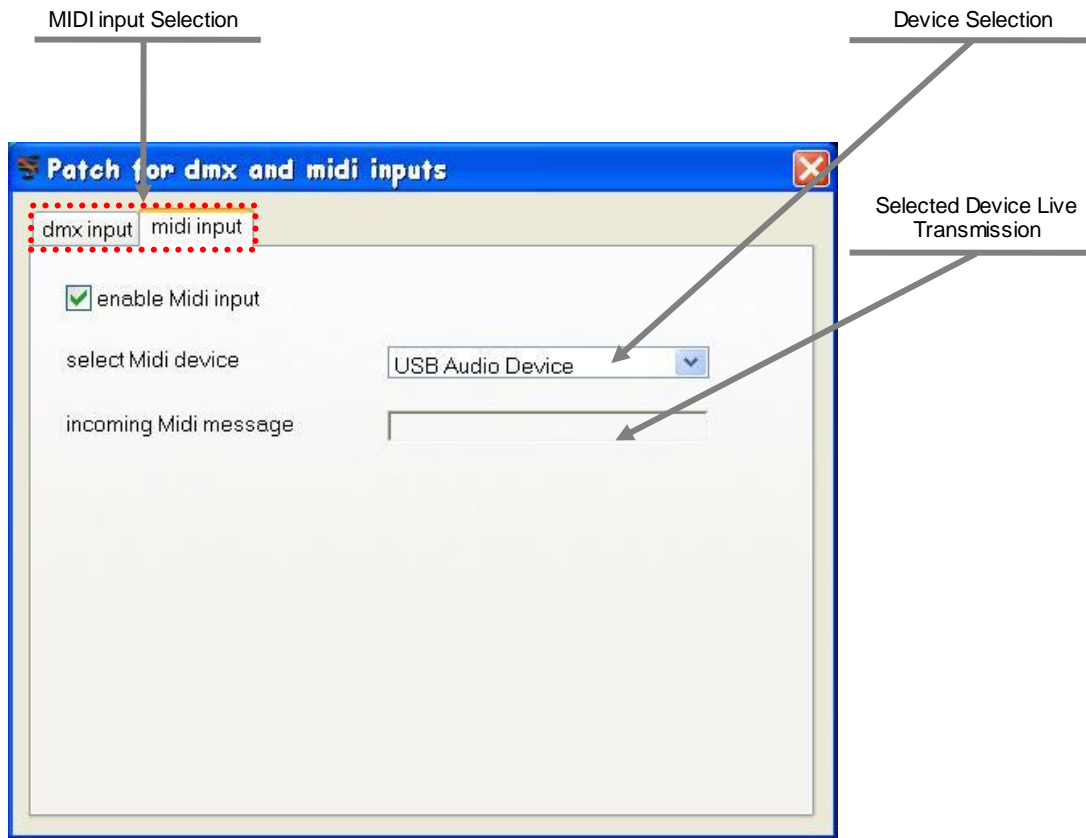 MIDI input Selection
Device Selection
Patch for dmx and midi inputs
Selected Device Live
Transmission
dmx input
midi input
enable Midi input
select Midi device
USB Audio Device
incoming Midi message